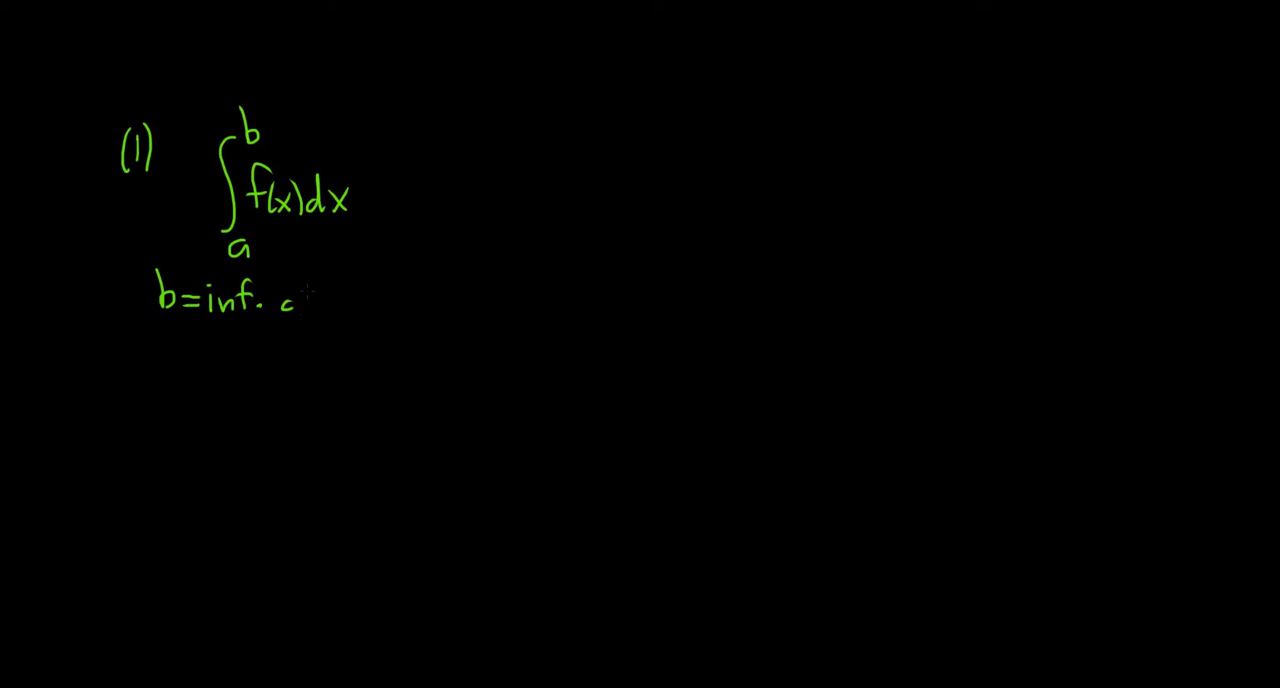 (1) ∫_a^b f(x)dx
b=inf.